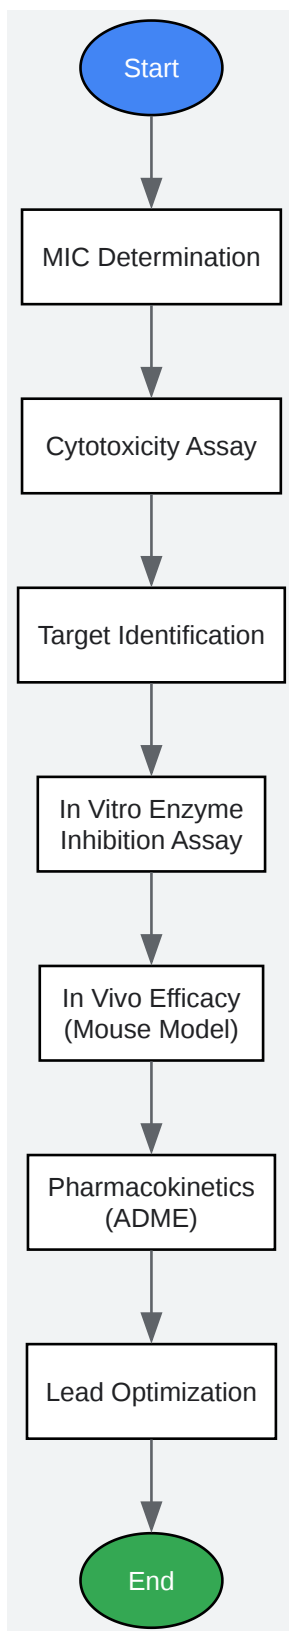 Start
MIC Determination
Cytotoxicity Assay
Target Identification
In Vitro Enzyme
Inhibition Assay
In Vivo Efficacy
(Mouse Model)
Pharmacokinetics
(ADME)
Lead Optimization
End